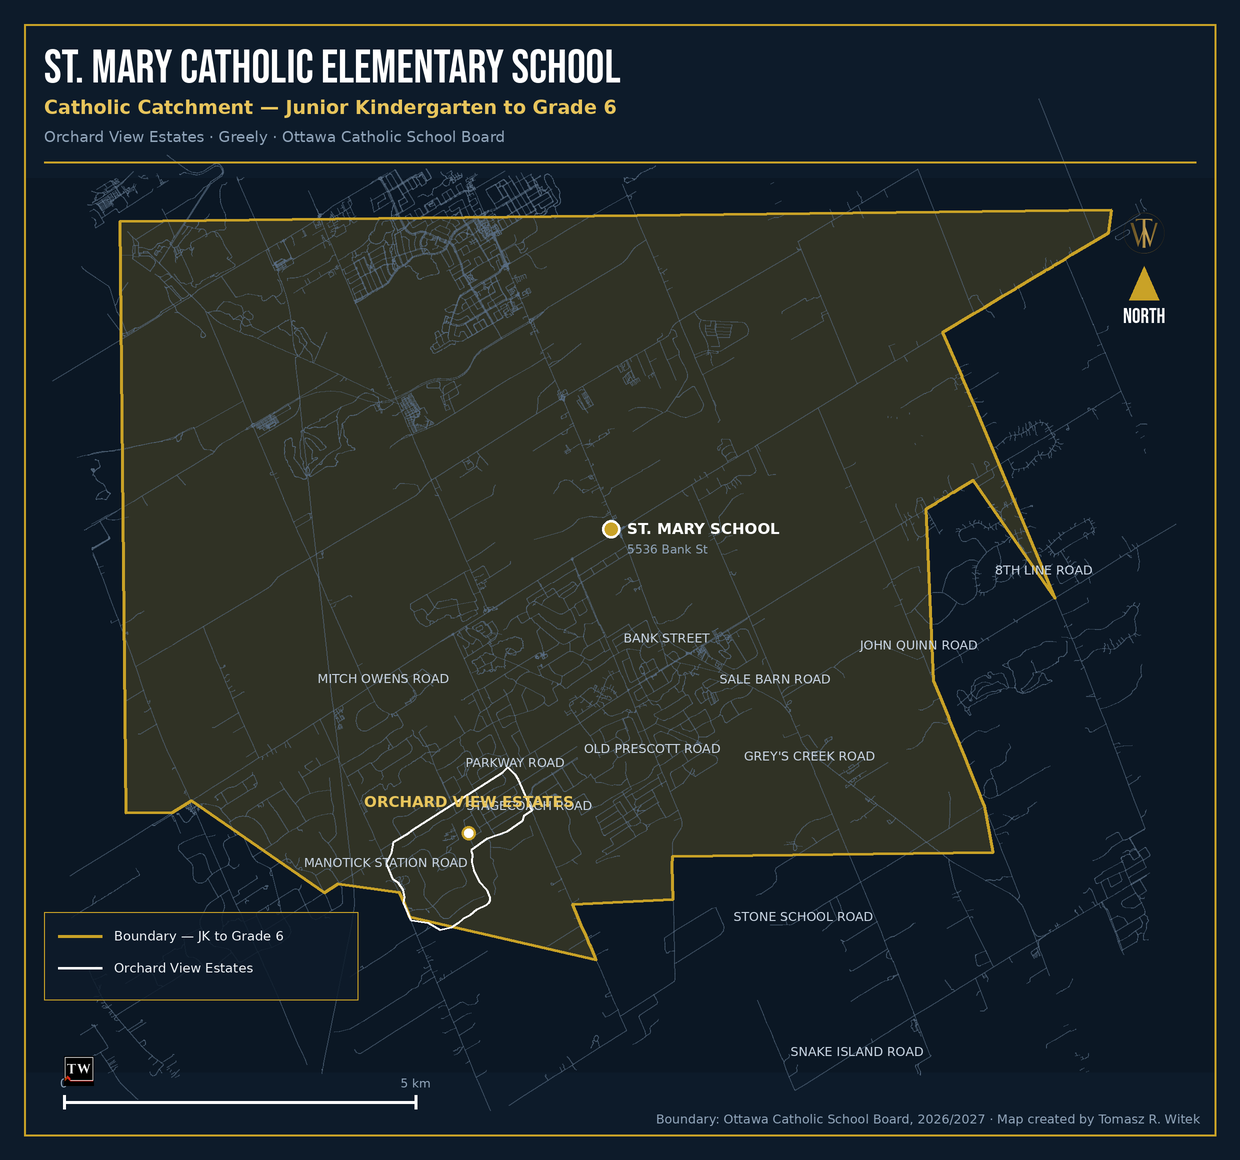 ST. MARY CATHOLIC ELEMENTARY SCHOOL
Catholic Catchment — Junior Kindergarten to Grade 6
Orchard View Estates · Greely · Ottawa Catholic School Board
TW
NORTH
ST. MARY SCHOOL
5536 Bank St
8TH LINE ROAD
BANK STREET
JOHN QUINN ROAD
MITCH OWENS ROAD
SALE BARN ROAD
OLD PRESCOTT ROAD
GREY'S CREEK ROAD
PARKWAY ROAD
ORCHARD VIEW ESTATES
STAGECOACH ROAD
MANOTICK STATION ROAD
STONE SCHOOL ROAD
Boundary — JK to Grade 6
Orchard View Estates
SNAKE ISLAND ROAD
TW
0
5 km
Boundary: Ottawa Catholic School Board, 2026/2027 · Map created by Tomasz R. Witek